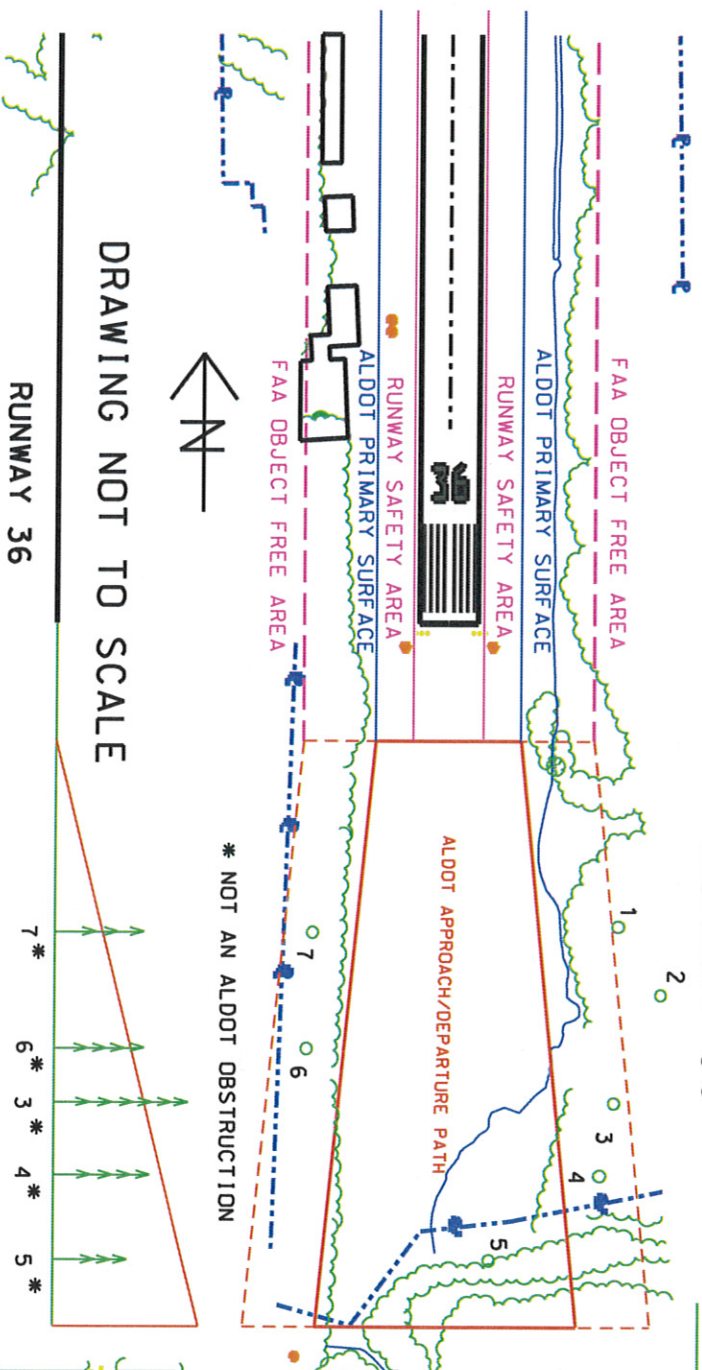 FAA OBJECT FREE AREA
ALDOT PRIMARY SURFACE
RUNWAY SAFETY AREA
36
RUNWAY SAFETY AREA
ALDOT PRIMARY SURFACE
FAA OBJECT FREE AREA
ALDOT APPROACH/DEPARTURE PATH
1
2
3
4
5
6
7
* NOT AN ALDOT OBSTRUCTION
N
DRAWING NOT TO SCALE
RUNWAY 36
7*
6*
3*
4*
5*